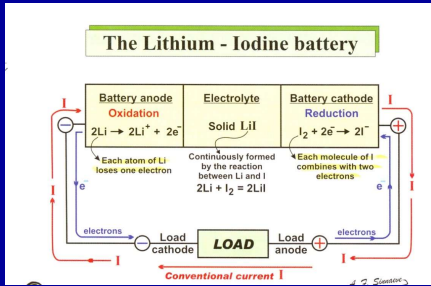 The Lithium - Iodine battery
Battery anode
Oxidation
2Li → 2Li⁺ + 2e⁻
Each atom of Li
loses one electron
Electrolyte
Solid LiI
Continuously formed
by the reaction
between Li and I
2Li + I₂ = 2LiI
Battery cathode
Reduction
I₂ + 2e⁻ → 2I⁻
Each molecule of I
combines with two
electrons
I
I
−
+
I
e⁻
e⁻
I
electrons
−
Load
cathode
LOAD
Load
anode
+
electrons
I
I
I
Conventional current I